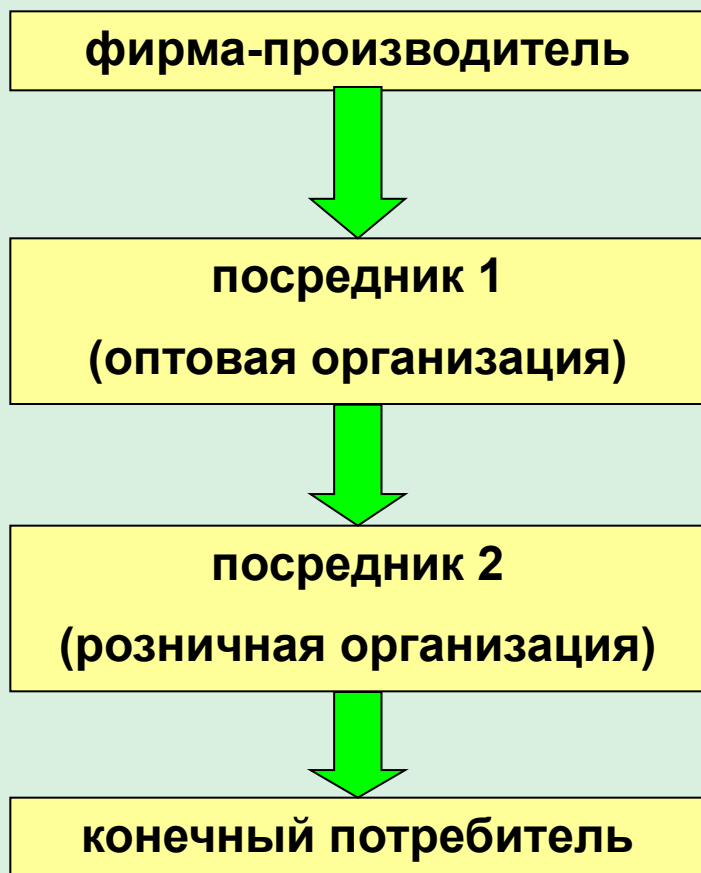 фирма-производитель
посредник 1
(оптовая организация)
посредник 2
(розничная организация)
конечный потребитель